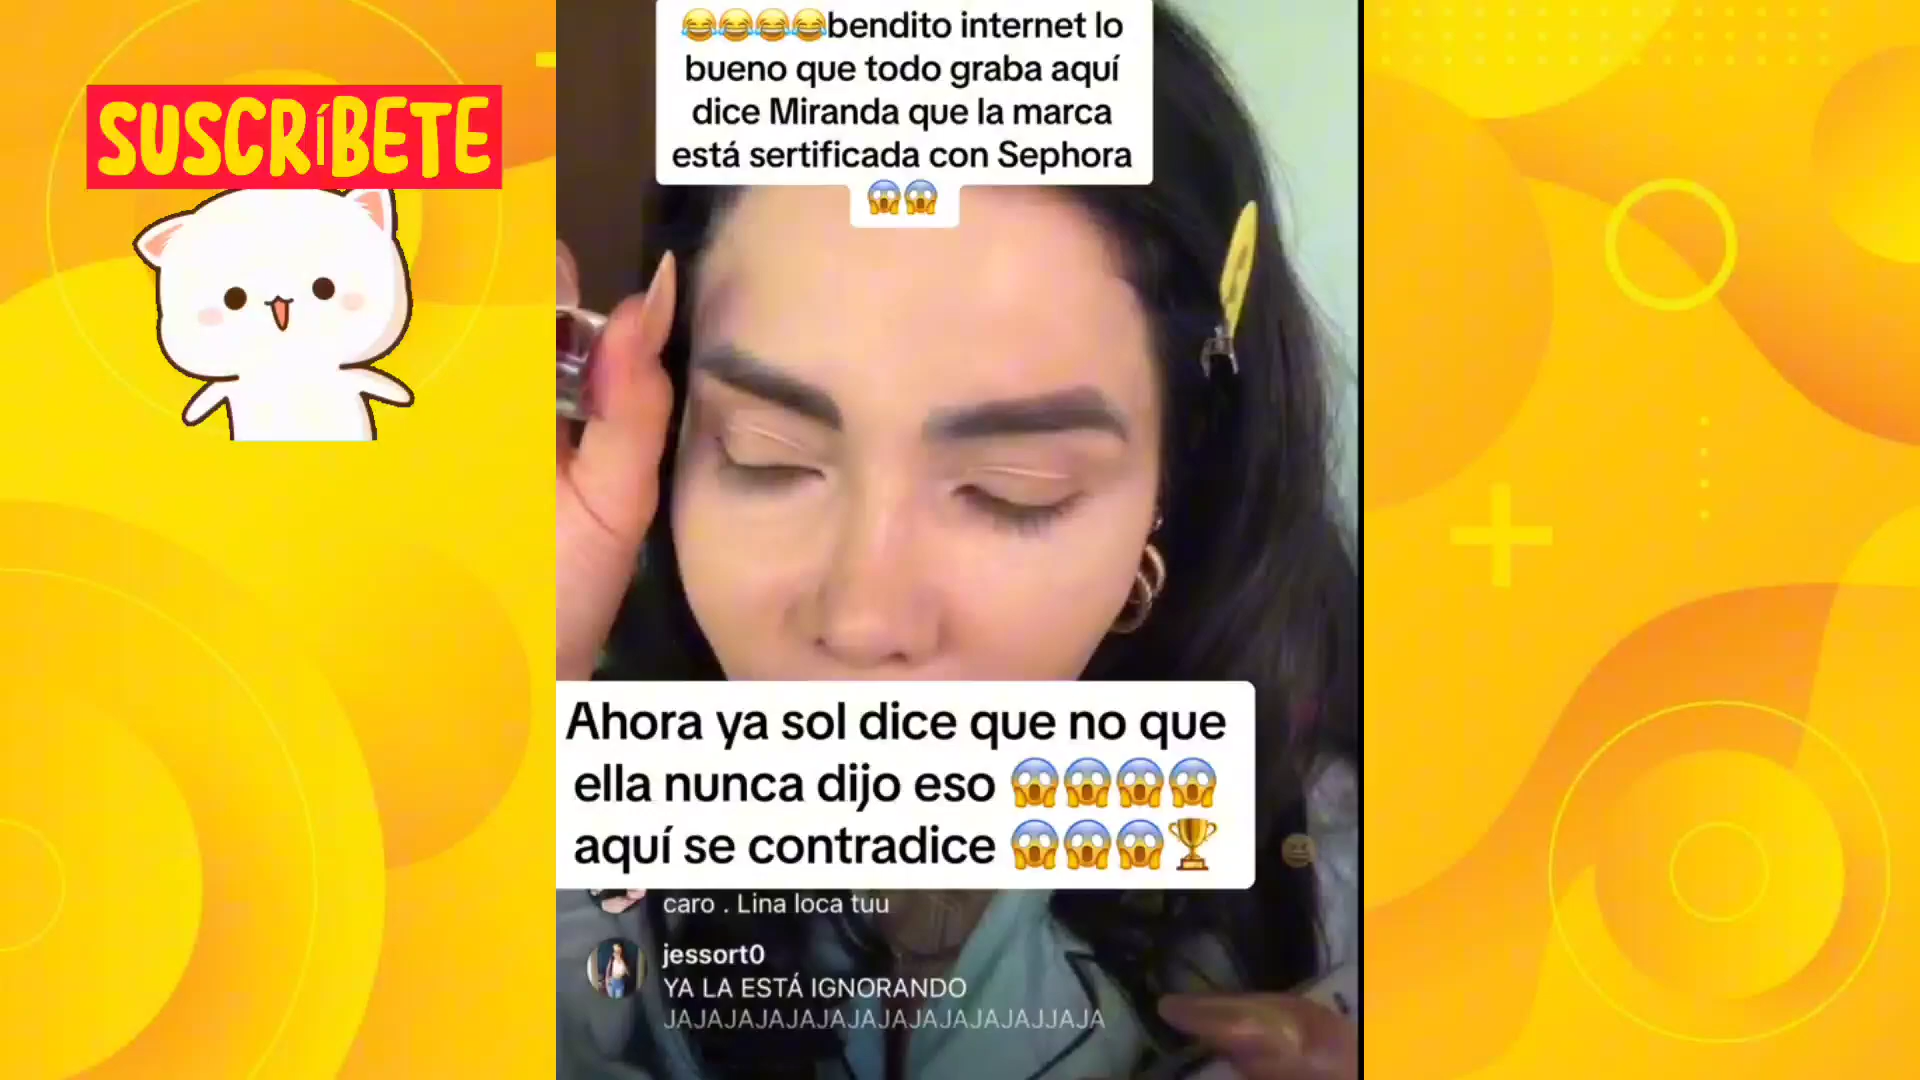 SUSCRÍBETE
😂😂😂😂bendito internet lo
bueno que todo graba aquí
dice Miranda que la marca
está sertificada con Sephora
😱😱
Ahora ya sol dice que no que
ella nunca dijo eso 😱😱😱😱
aquí se contradice 😱😱😱🏆
caro . Lina loca tuu
jessort0
YA LA ESTÁ IGNORANDO
JAJAJAJAJAJAJAJAJAJAJAJAJJAJA